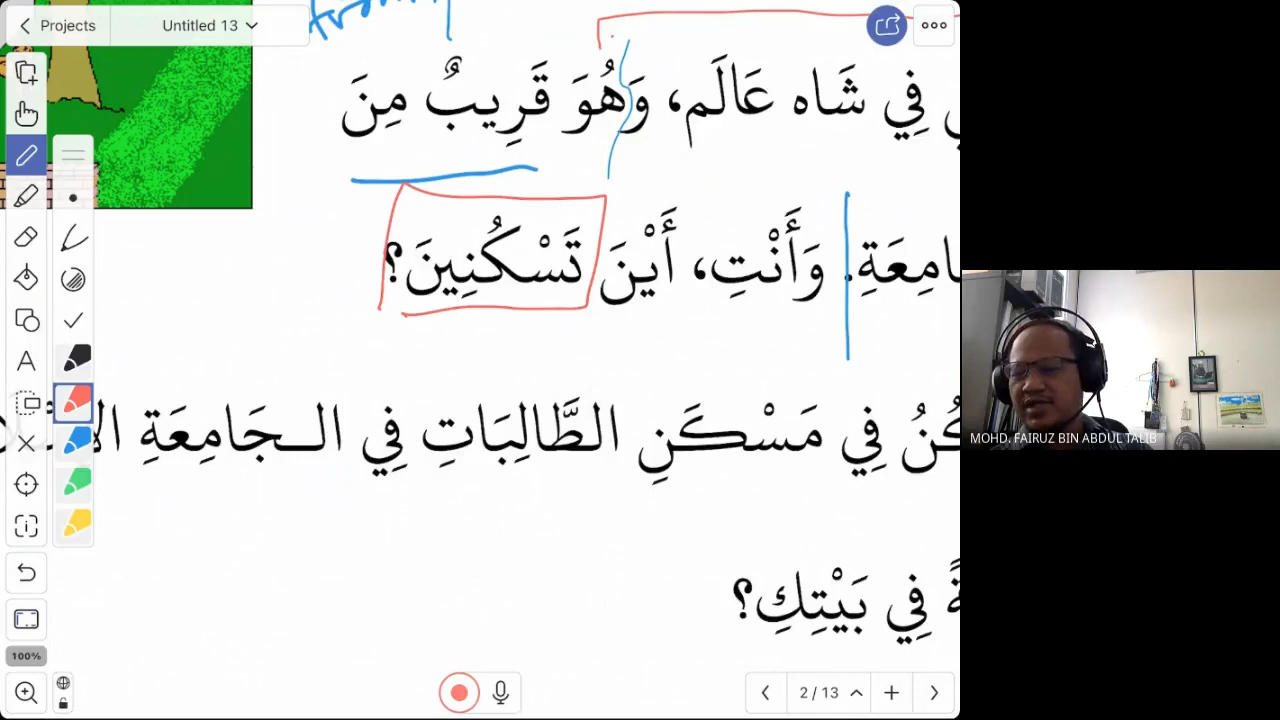 Projects
Untitled 13
فِي شَاه عَالَم، وَهُوَ قَرِيبٌ مِنَ
وَأَنْتِ، أَيْنَ تَسْكُنِينَ؟
فِي مَسْكَنِ الطَّالِبَاتِ فِي الـجَامِعَةِ
فِي بَيْتِكِ؟
MOHD. FAIRUZ BIN ABDUL TALIB
A
100%
2 / 13